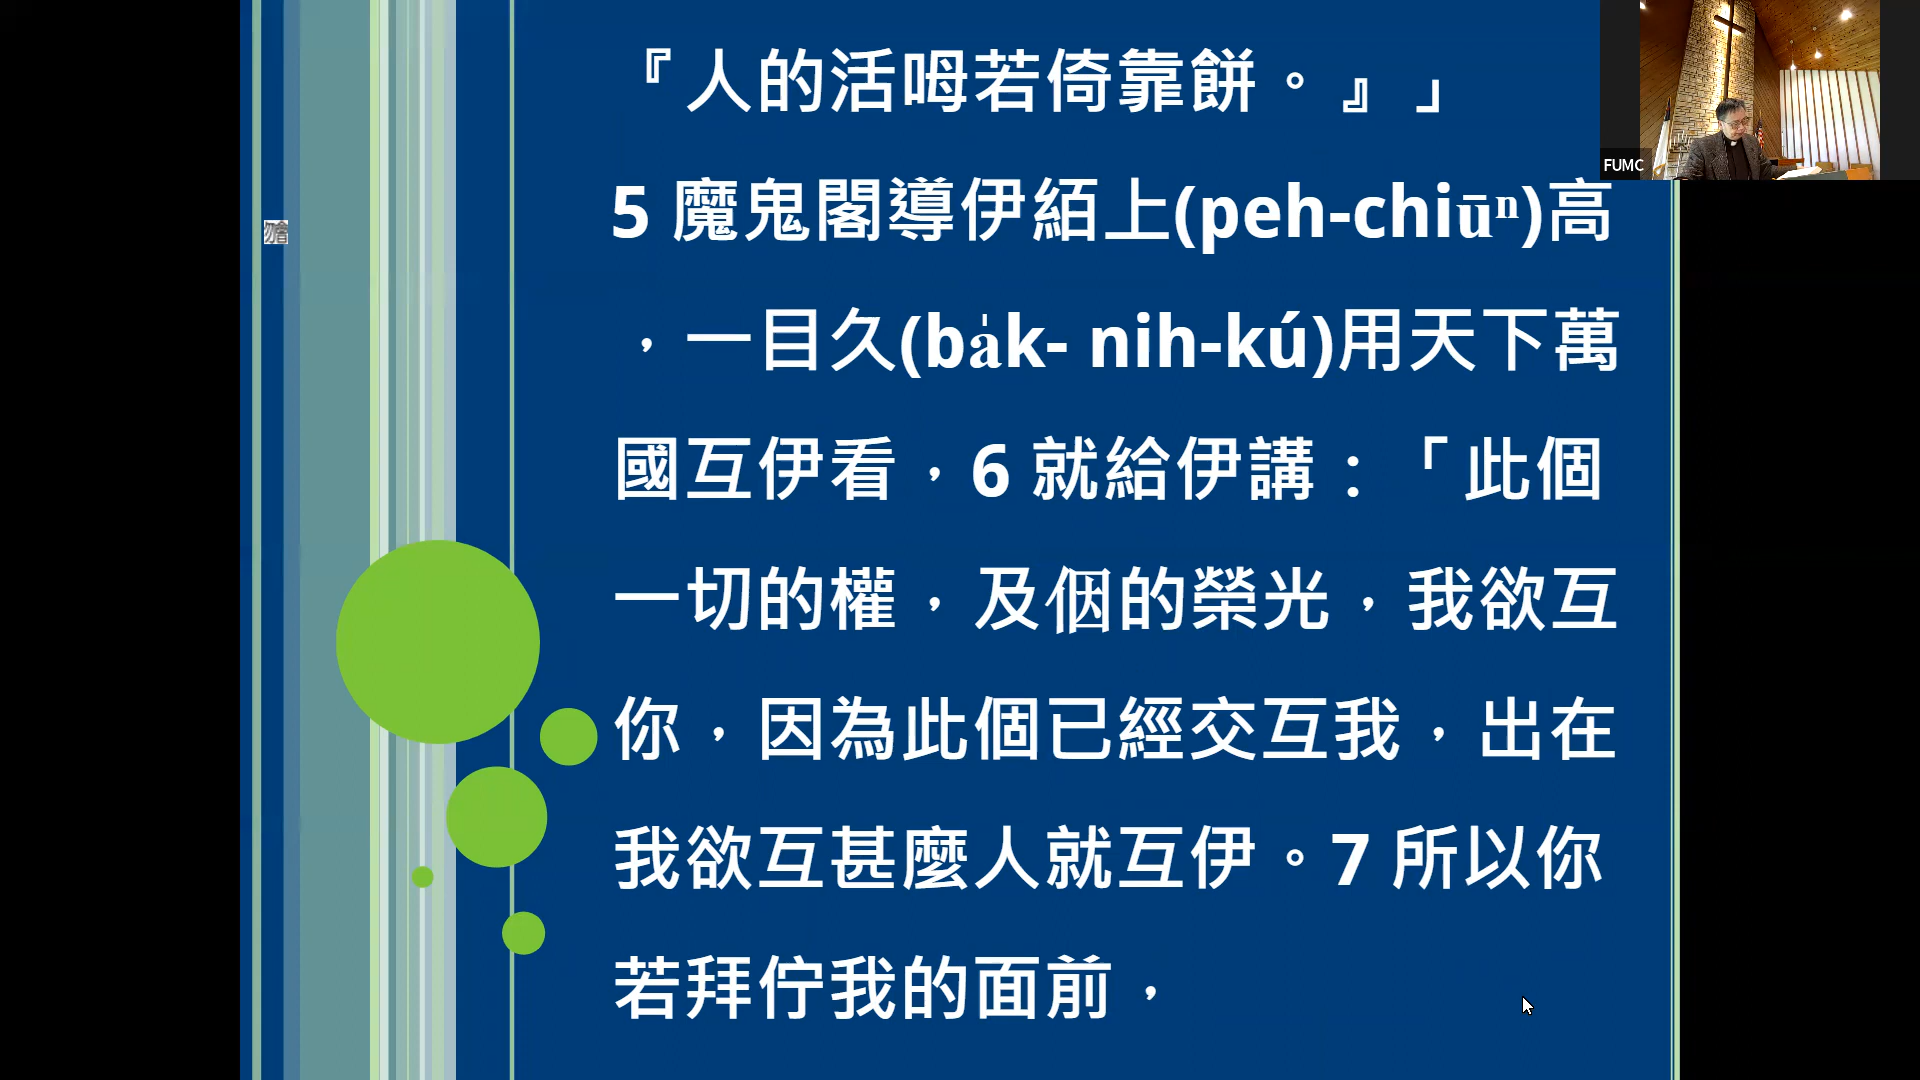 『人的活呣若倚靠餅。』」
5 魔鬼閣導伊紿上(peh-chiūⁿ)高
，一目久(ba̍k- nih-kú)用天下萬
國互伊看，6 就給伊講：「此個
一切的權，及𪜶的榮光，我欲互
你，因為此個已經交互我，出在
我欲互甚麼人就互伊。7 所以你
若拜佇我的面前，
FUMC